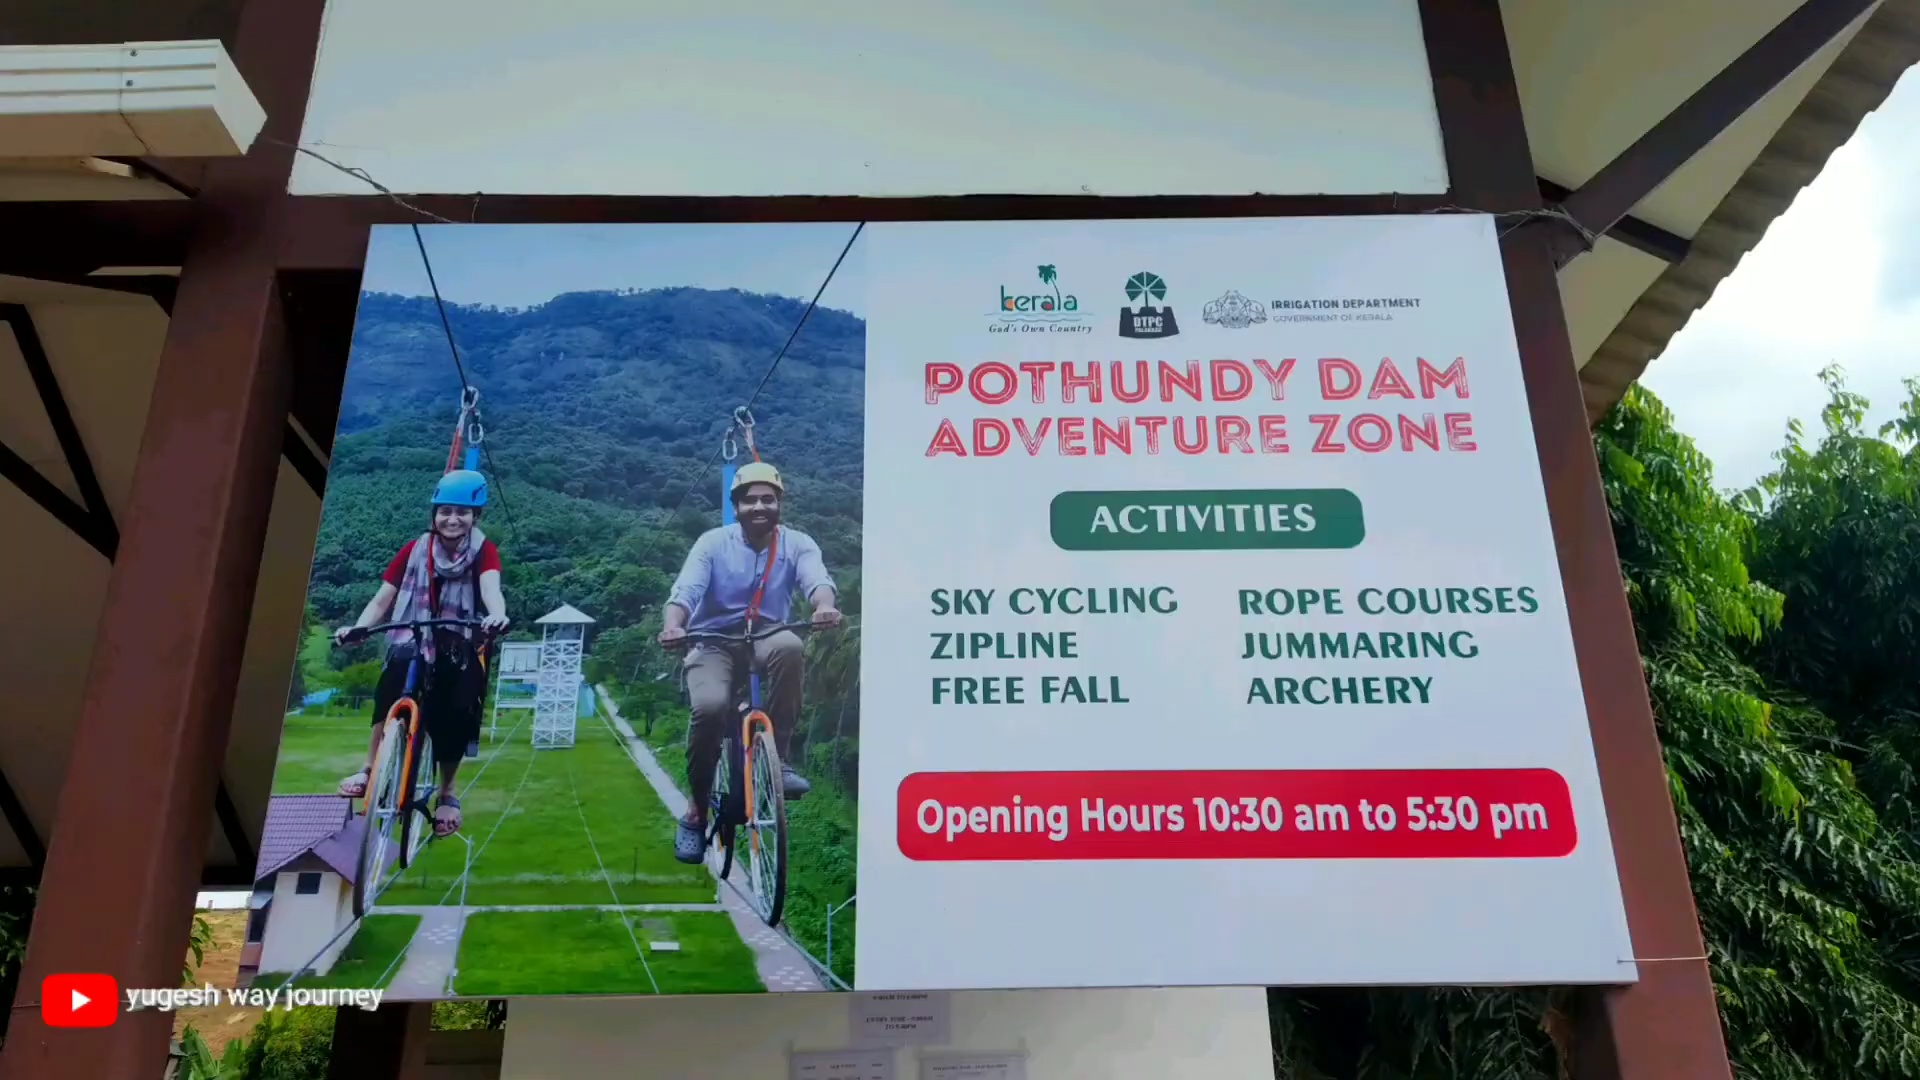 kerala
God's Own Country
DTPC
PALAKKAD
IRRIGATION DEPARTMENT
GOVERNMENT OF KERALA
POTHUNDY DAM
ADVENTURE ZONE
ACTIVITIES
SKY CYCLING
ZIPLINE
FREE FALL
ROPE COURSES
JUMMARING
ARCHERY
Opening Hours 10:30 am to 5:30 pm
yugesh way journey